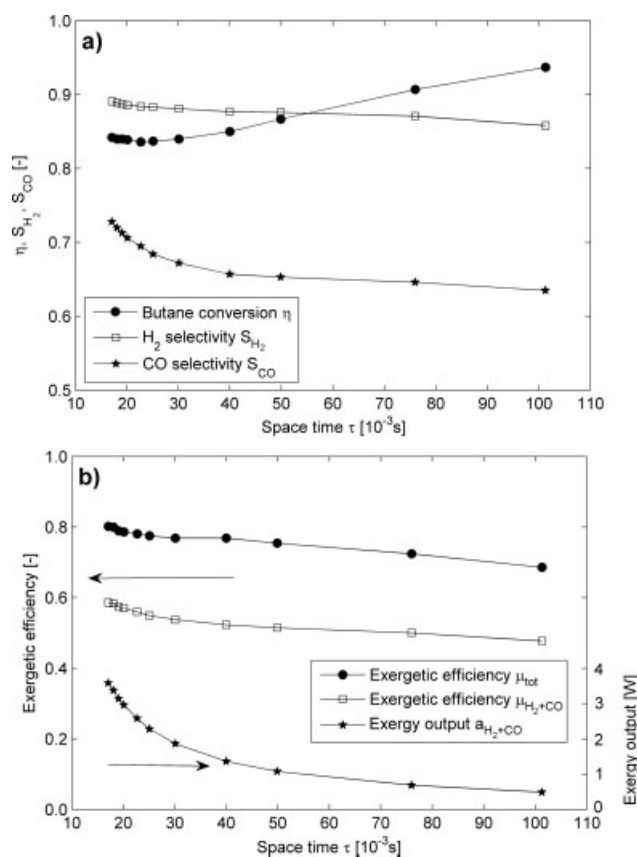 a)
1.0
0.9
0.8
0.7
0.6
0.5
η, S_H2, S_CO [-]
Butane conversion η
H2 selectivity S_H2
CO selectivity S_CO
10 20 30 40 50 60 70 80 90 100 110
Space time τ [10^-3s]
b)
1.0
0.8
0.6
0.4
0.2
0.0
Exergetic efficiency [-]
Exergetic efficiency μ_tot
Exergetic efficiency μ_H2+CO
Exergy output a_H2+CO
4
3
2
1
0
Exergy output [W]
10 20 30 40 50 60 70 80 90 100 110
Space time τ [10^-3s]